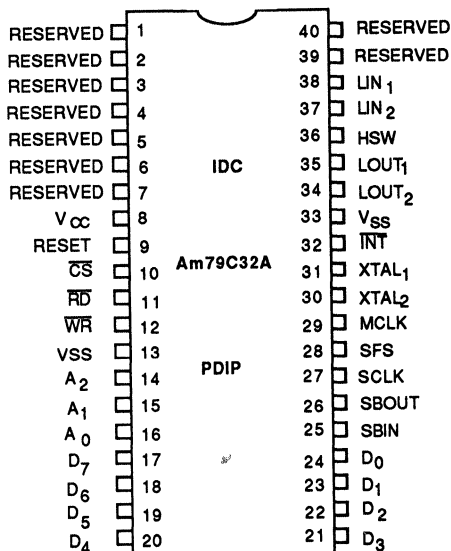 RESERVED 1 40 RESERVED
RESERVED 2 39 RESERVED
RESERVED 3 38 LIN1
RESERVED 4 37 LIN2
RESERVED 5 36 HSW
RESERVED 6 IDC 35 LOUT1
RESERVED 7 34 LOUT2
VCC 8 33 VSS
RESET 9 32 INT
CS 10 Am79C32A 31 XTAL1
RD 11 30 XTAL2
WR 12 29 MCLK
VSS 13 28 SFS
A2 14 PDIP 27 SCLK
A1 15 26 SBOUT
A0 16 25 SBIN
D7 17 24 D0
D6 18 23 D1
D5 19 22 D2
D4 20 21 D3